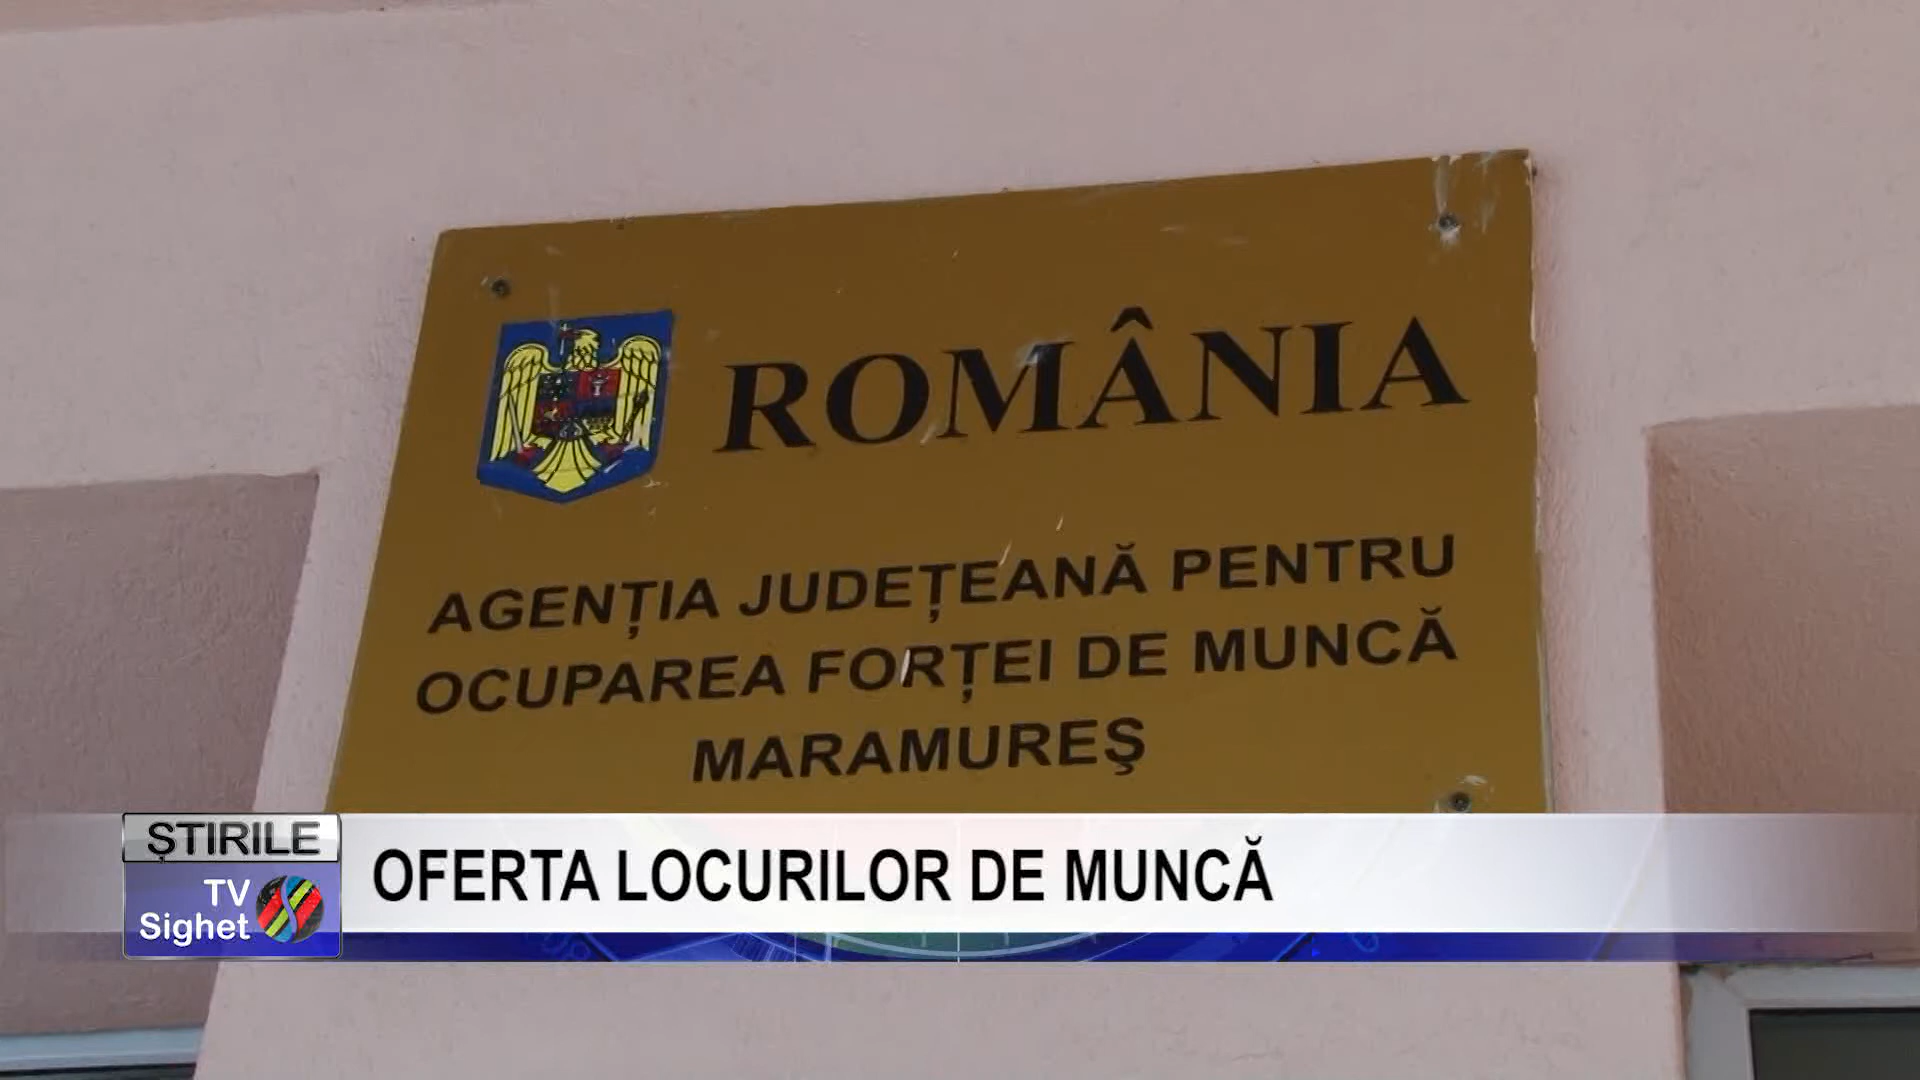 ROMÂNIA
AGENȚIA JUDEȚEANĂ PENTRU
OCUPAREA FORȚEI DE MUNCĂ
MARAMUREŞ
ȘTIRILE
TV
Sighet
OFERTA LOCURILOR DE MUNCĂ